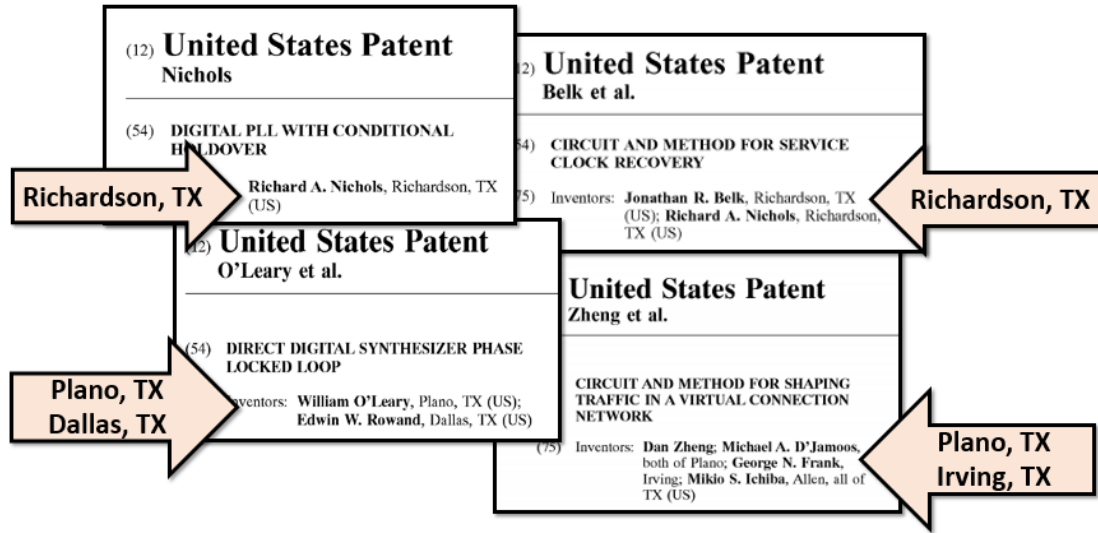 (12) United States Patent
Nichols
(54) DIGITAL PLL WITH CONDITIONAL
HOLDOVER
Richard A. Nichols, Richardson, TX
(US)
Richardson, TX
12) United States Patent
Belk et al.
54) CIRCUIT AND METHOD FOR SERVICE
CLOCK RECOVERY
75) Inventors: Jonathan R. Belk, Richardson, TX
(US); Richard A. Nichols, Richardson,
TX (US)
Richardson, TX
12) United States Patent
O'Leary et al.
(54) DIRECT DIGITAL SYNTHESIZER PHASE
LOCKED LOOP
Inventors: William O'Leary, Plano, TX (US);
Edwin W. Rowand, Dallas, TX (US)
Plano, TX
Dallas, TX
United States Patent
Zheng et al.
CIRCUIT AND METHOD FOR SHAPING
TRAFFIC IN A VIRTUAL CONNECTION
NETWORK
(75) Inventors: Dan Zheng; Michael A. D'Jamoos,
both of Plano; George N. Frank,
Irving; Mikio S. Ichiba, Allen, all of
TX (US)
Plano, TX
Irving, TX